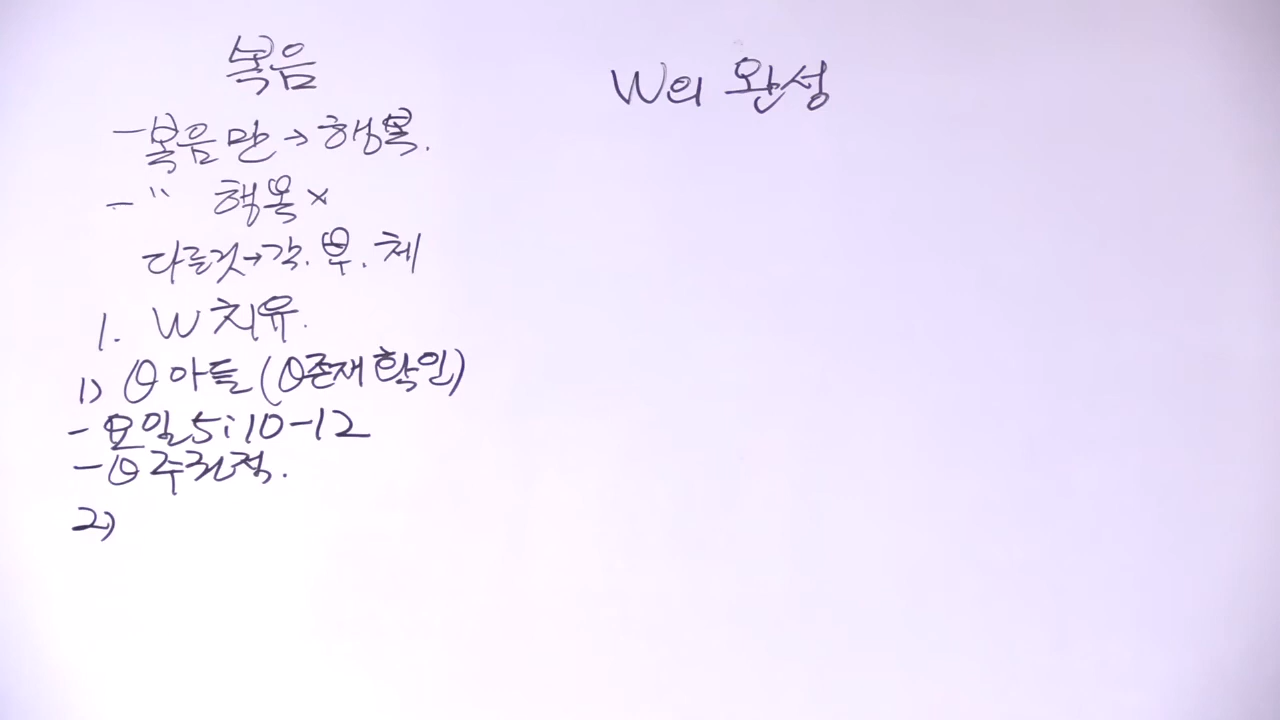 복음
- 복음만 → 행복.
- 〃 행복 ×
다른것 → 각. 뿌. 체
1. W 치유.
1) θ 아들 (θ존재 확인)
- 요일 5:10-12
- θ 주권적.
2)
W의 완성